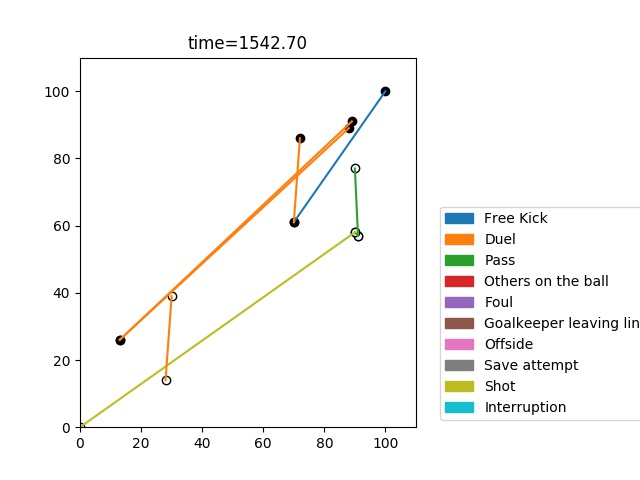 time=1542.70
100
80
60
40
20
0
0 20 40 60 80 100
Free Kick
Duel
Pass
Others on the ball
Foul
Goalkeeper leaving lin
Offside
Save attempt
Shot
Interruption